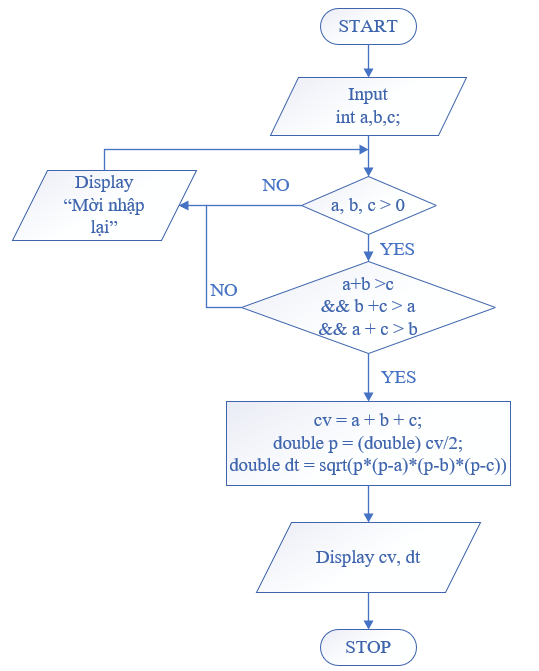 START
Input
int a,b,c;
NO
Display
“Mời nhập
lại”
a, b, c > 0
YES
NO
a+b >c
&& b +c > a
&& a + c > b
YES
cv = a + b + c;
double p = (double) cv/2;
double dt = sqrt(p*(p-a)*(p-b)*(p-c))
Display cv, dt
STOP